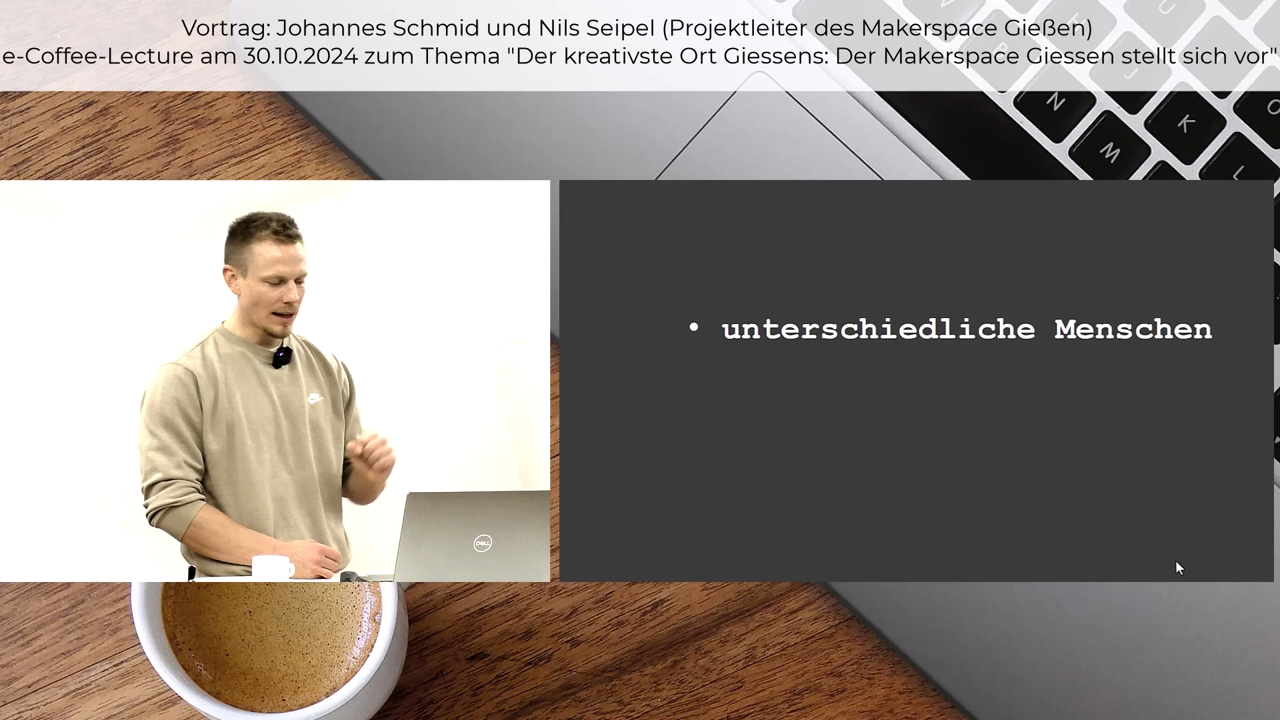 Vortrag: Johannes Schmid und Nils Seipel (Projektleiter des Makerspace Gießen)
e-Coffee-Lecture am 30.10.2024 zum Thema "Der kreativste Ort Giessens: Der Makerspace Giessen stellt sich vor"
N
M
J
K
L
O
U
• unterschiedliche Menschen
DELL